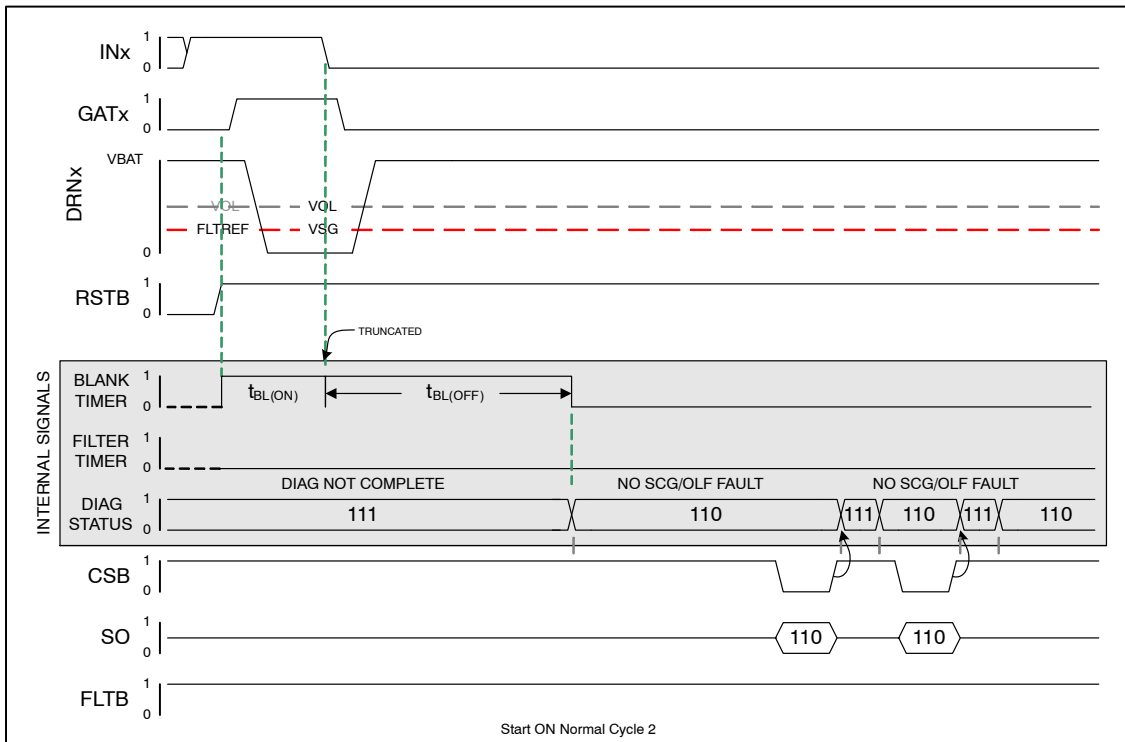 INx 1 0
GATx 1 0
DRNx VBAT 0
VOL VOL
FLTREF VSG
RSTB 1 0
TRUNCATED
INTERNAL SIGNALS
BLANK TIMER 1 0
tBL(ON) tBL(OFF)
FILTER TIMER 1 0
DIAG NOT COMPLETE NO SCG/OLF FAULT NO SCG/OLF FAULT
DIAG STATUS 1 0
111 110 111 110 111 110
CSB 1 0
SO 1 0 110 110
FLTB 1 0
Start ON Normal Cycle 2